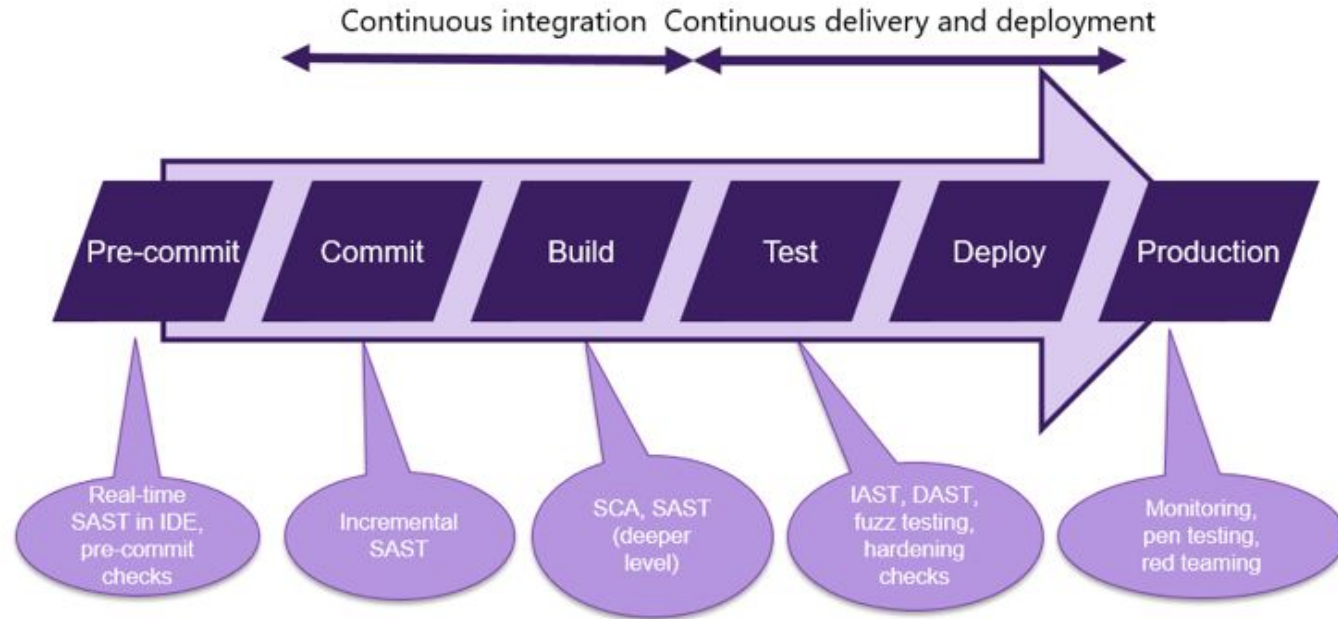 Continuous integration
Continuous delivery and deployment
Pre-commit
Commit
Build
Test
Deploy
Production
Real-time
SAST in IDE,
pre-commit
checks
Incremental
SAST
SCA, SAST
(deeper
level)
IAST, DAST,
fuzz testing,
hardening
checks
Monitoring,
pen testing,
red teaming